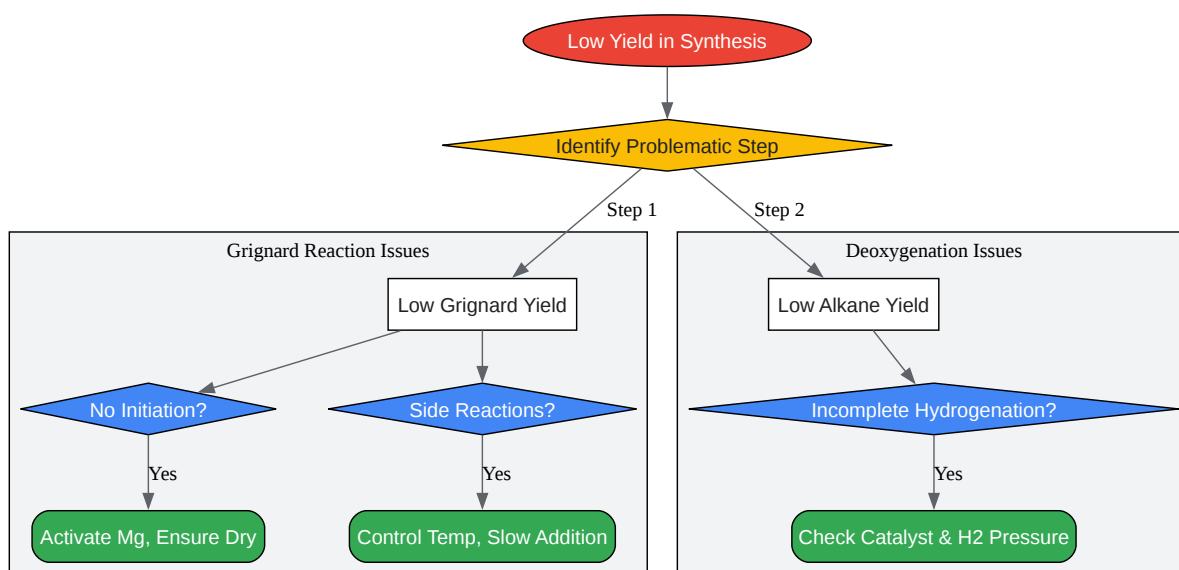 Low Yield in Synthesis
Identify Problematic Step
Step 1
Step 2
Grignard Reaction Issues
Deoxygenation Issues
Low Grignard Yield
Low Alkane Yield
No Initiation?
Side Reactions?
Incomplete Hydrogenation?
Yes
Yes
Yes
Activate Mg, Ensure Dry
Control Temp, Slow Addition
Check Catalyst & H2 Pressure